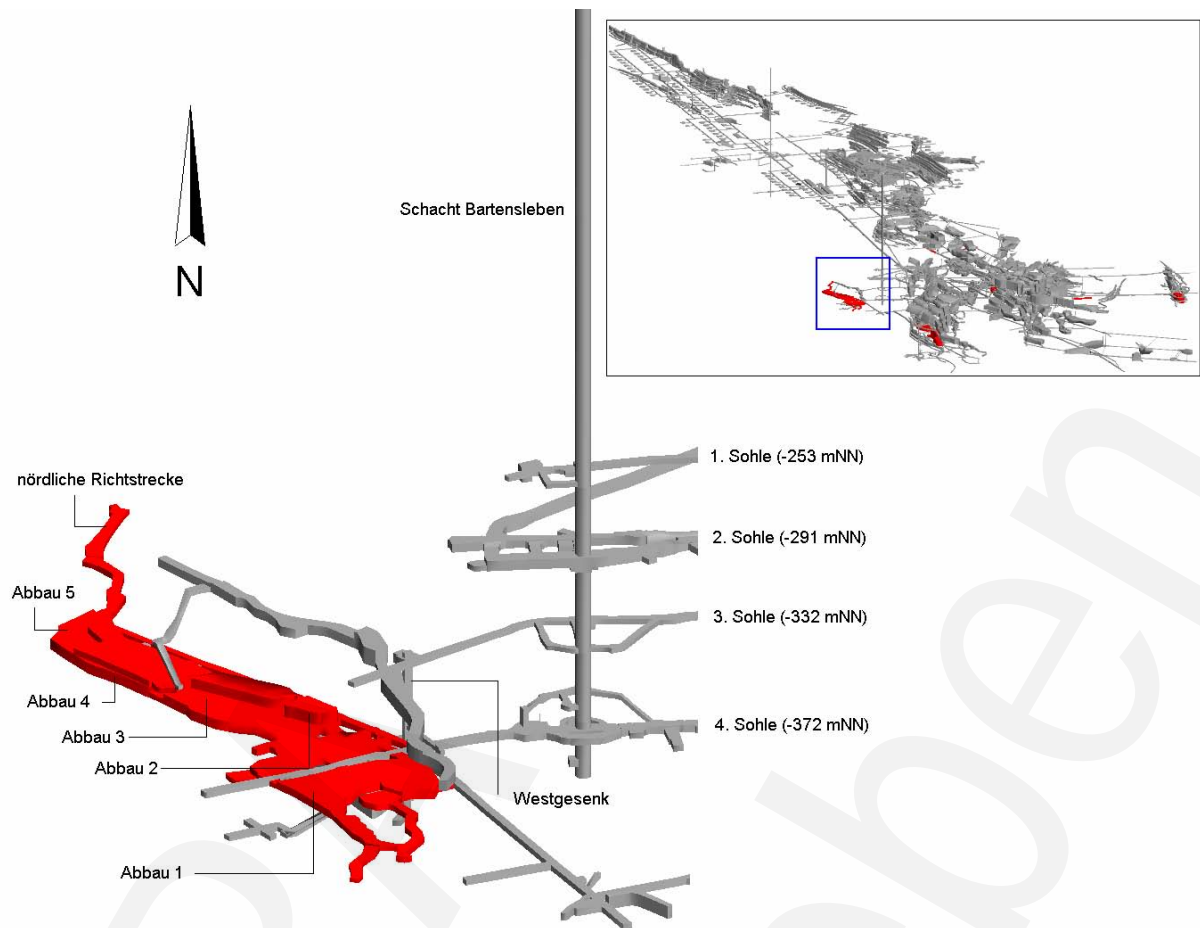 N
Schacht Bartensleben
1. Sohle (-253 mNN)
nördliche Richtstrecke
2. Sohle (-291 mNN)
Abbau 5
3. Sohle (-332 mNN)
Abbau 4
4. Sohle (-372 mNN)
Abbau 3
Abbau 2
Westgesenk
Abbau 1